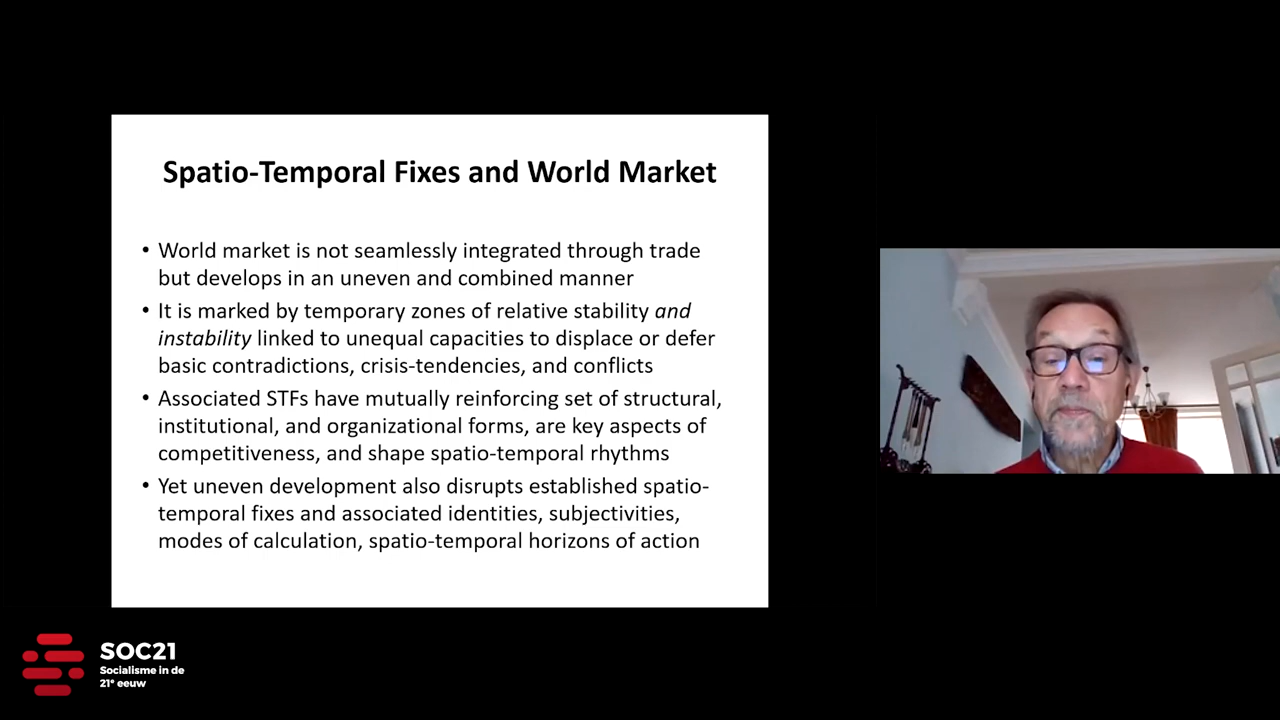 Spatio-Temporal Fixes and World Market
• World market is not seamlessly integrated through trade
but develops in an uneven and combined manner
• It is marked by temporary zones of relative stability and
instability linked to unequal capacities to displace or defer
basic contradictions, crisis-tendencies, and conflicts
• Associated STFs have mutually reinforcing set of structural,
institutional, and organizational forms, are key aspects of
competitiveness, and shape spatio-temporal rhythms
• Yet uneven development also disrupts established spatio-
temporal fixes and associated identities, subjectivities,
modes of calculation, spatio-temporal horizons of action
SOC21
Socialisme in de
21e eeuw